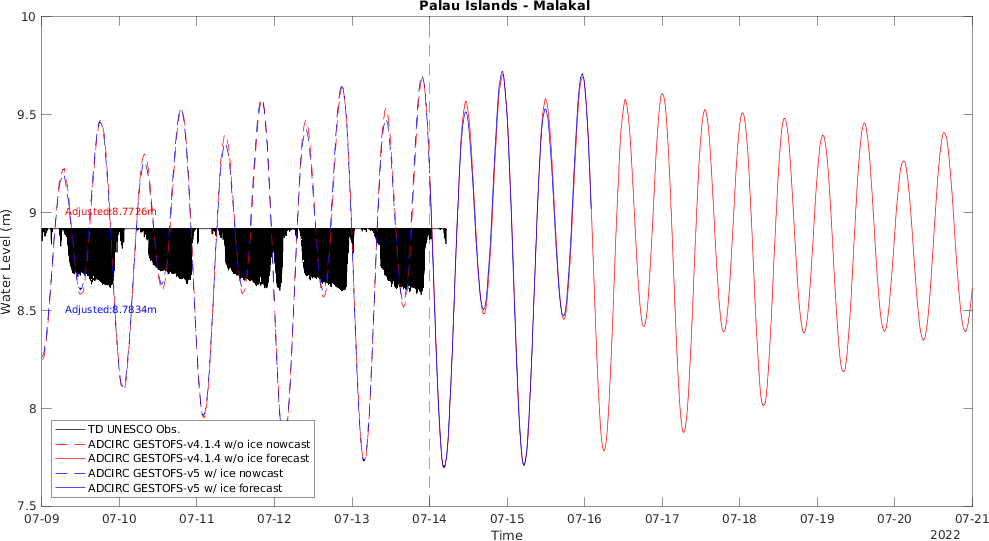 Palau Islands - Malakal
10
9.5
9
8.5
8
7.5
Water Level (m)
Adjusted:8.7726m
Adjusted:8.7834m
TD UNESCO Obs.
ADCIRC GESTOFS-v4.1.4 w/o ice nowcast
ADCIRC GESTOFS-v4.1.4 w/o ice forecast
ADCIRC GESTOFS-v5 w/ ice nowcast
ADCIRC GESTOFS-v5 w/ ice forecast
07-09 07-10 07-11 07-12 07-13 07-14 07-15 07-16 07-17 07-18 07-19 07-20 07-21
Time
2022